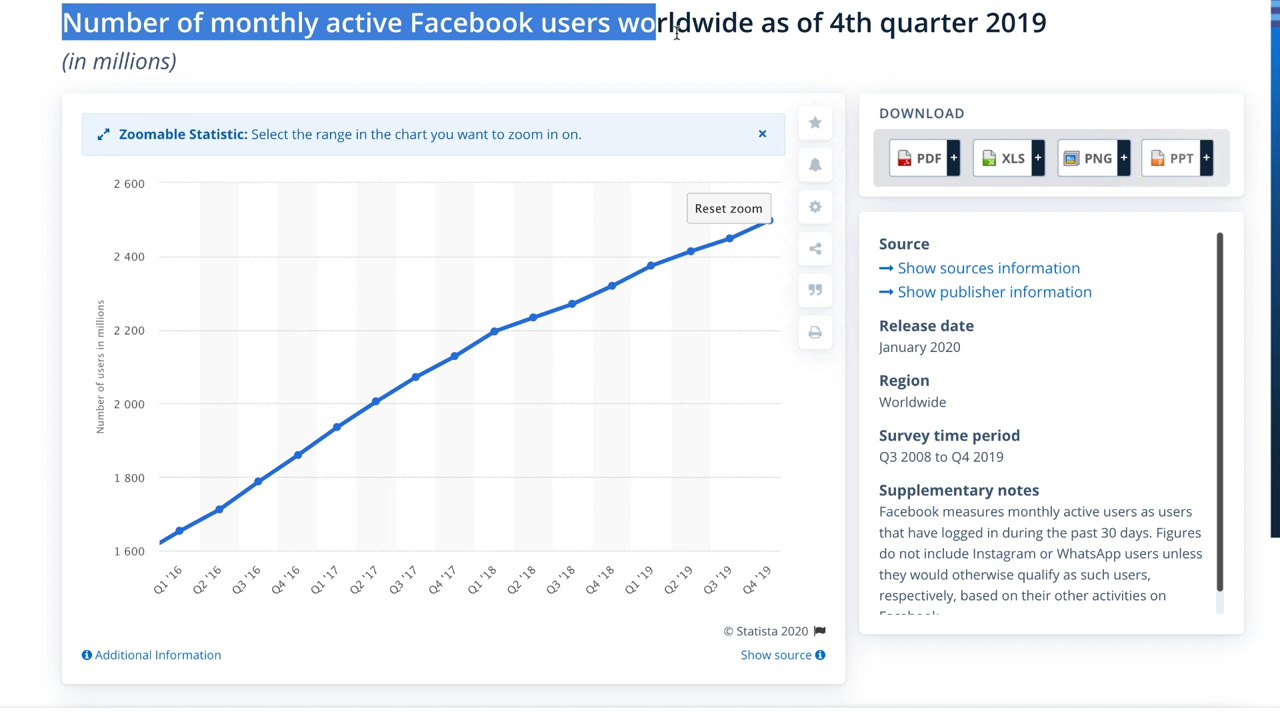 Number of monthly active Facebook users worldwide as of 4th quarter 2019
(in millions)
Zoomable Statistic: Select the range in the chart you want to zoom in on.
×
Reset zoom
Number of users in millions
2 600
2 400
2 200
2 000
1 800
1 600
Q1 '16
Q2 '16
Q3 '16
Q4 '16
Q1 '17
Q2 '17
Q3 '17
Q4 '17
Q1 '18
Q2 '18
Q3 '18
Q4 '18
Q1 '19
Q2 '19
Q3 '19
Q4 '19
© Statista 2020
Additional Information
Show source
DOWNLOAD
PDF + XLS + PNG + PPT +
Source
Show sources information
Show publisher information
Release date
January 2020
Region
Worldwide
Survey time period
Q3 2008 to Q4 2019
Supplementary notes
Facebook measures monthly active users as users
that have logged in during the past 30 days. Figures
do not include Instagram or WhatsApp users unless
they would otherwise qualify as such users,
respectively, based on their other activities on